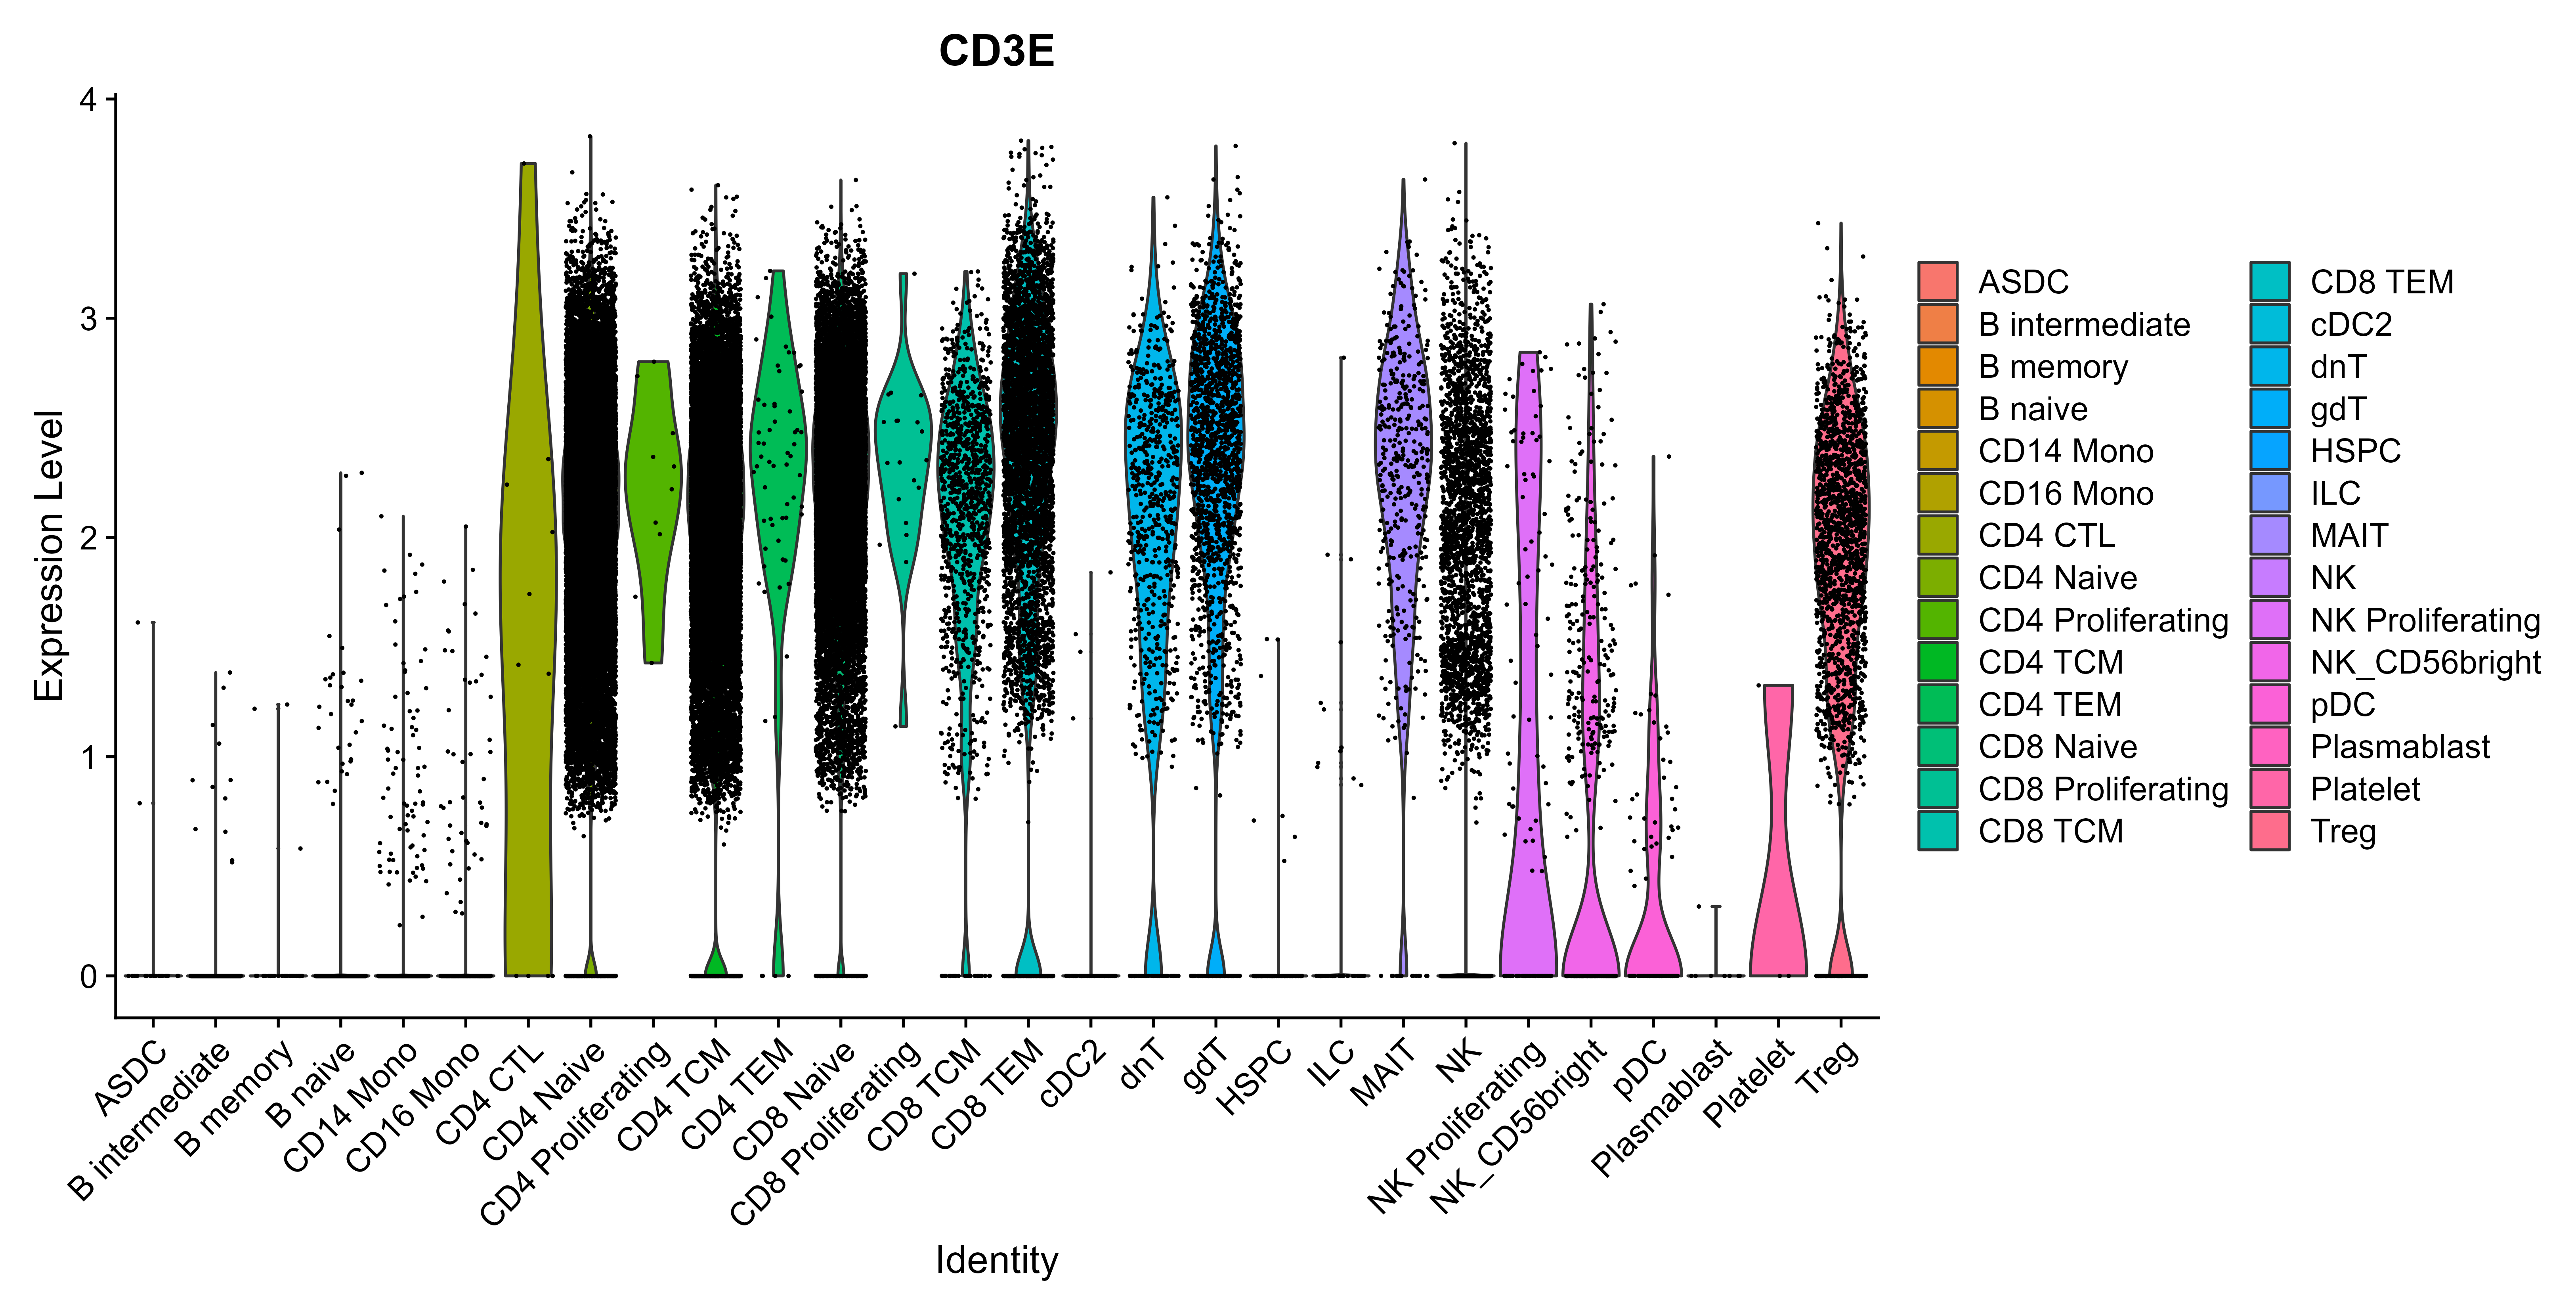 CD3E
Expression Level
4
3
2
1
0
ASDC
B intermediate
B memory
B naive
CD14 Mono
CD16 Mono
CD4 CTL
CD4 Naive
CD4 Proliferating
CD4 TCM
CD4 TEM
CD8 Naive
CD8 Proliferating
CD8 TCM
CD8 TEM
cDC2
dnT
gdT
HSPC
ILC
MAIT
NK
NK Proliferating
NK_CD56bright
pDC
Plasmablast
Platelet
Treg
Identity
ASDC
B intermediate
B memory
B naive
CD14 Mono
CD16 Mono
CD4 CTL
CD4 Naive
CD4 Proliferating
CD4 TCM
CD4 TEM
CD8 Naive
CD8 Proliferating
CD8 TCM
CD8 TEM
cDC2
dnT
gdT
HSPC
ILC
MAIT
NK
NK Proliferating
NK_CD56bright
pDC
Plasmablast
Platelet
Treg